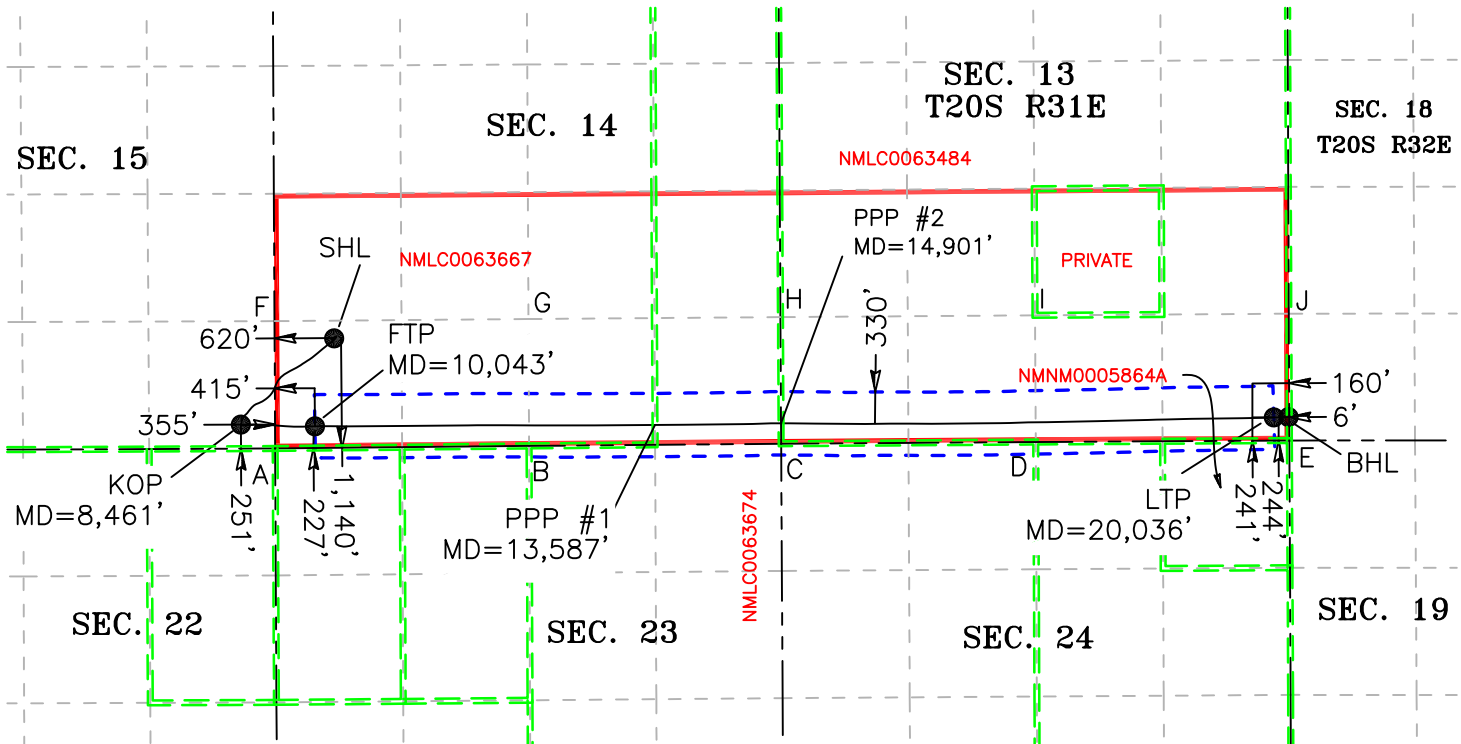 SEC. 13
T20S R31E
SEC. 18
T20S R32E
SEC. 14
SEC. 15
NMLC0063484
PPP #2
MD=14,901'
SHL
NMLC0063667
PRIVATE
F
G
H
I
J
620'
FTP
MD=10,043'
330'
415'
NMNM0005864A
160'
355'
6'
A
B
C
D
E
BHL
KOP
MD=8,461'
251'
227'
1,140'
PPP #1
MD=13,587'
LTP
MD=20,036'
241'
244'
NMLC0063674
SEC. 22
SEC. 23
SEC. 24
SEC. 19